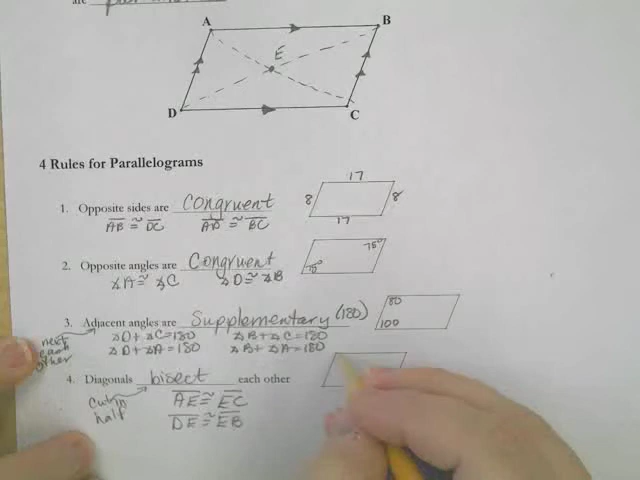 are
A
B
E
D
C
4 Rules for Parallelograms
1. Opposite sides are congruent
AB ≅ DC AD ≅ BC
17
8
8
17
2. Opposite angles are Congruent
∡A ≅ ∡C ∡D ≅ ∡B
75°
3. Adjacent angles are Supplementary (180)
∡D + ∡C = 180 ∡B + ∡C = 180
∡D + ∡A = 180 ∡B + ∡A = 180
next
each
other
80
100
4. Diagonals bisect each other
cut in
half
AE ≅ EC
DE ≅ EB